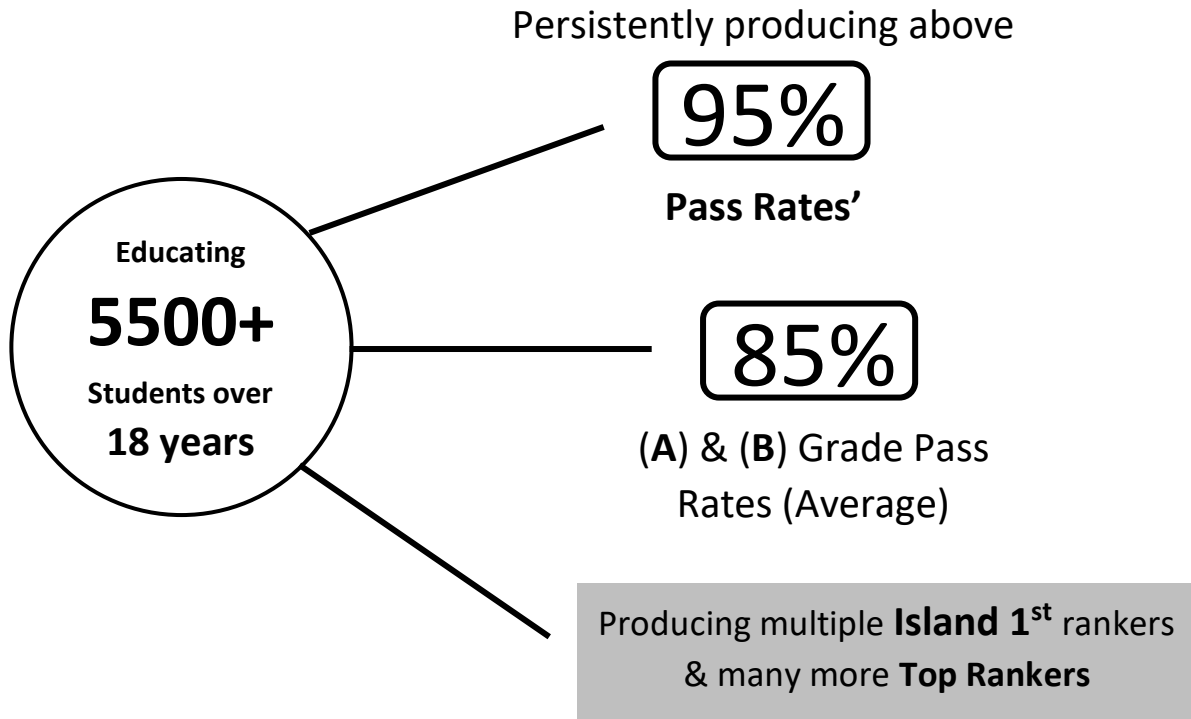 Persistently producing above
95%
Pass Rates’
Educating
5500+
Students over
18 years
85%
(A) & (B) Grade Pass
Rates (Average)
Producing multiple Island 1st rankers
& many more Top Rankers